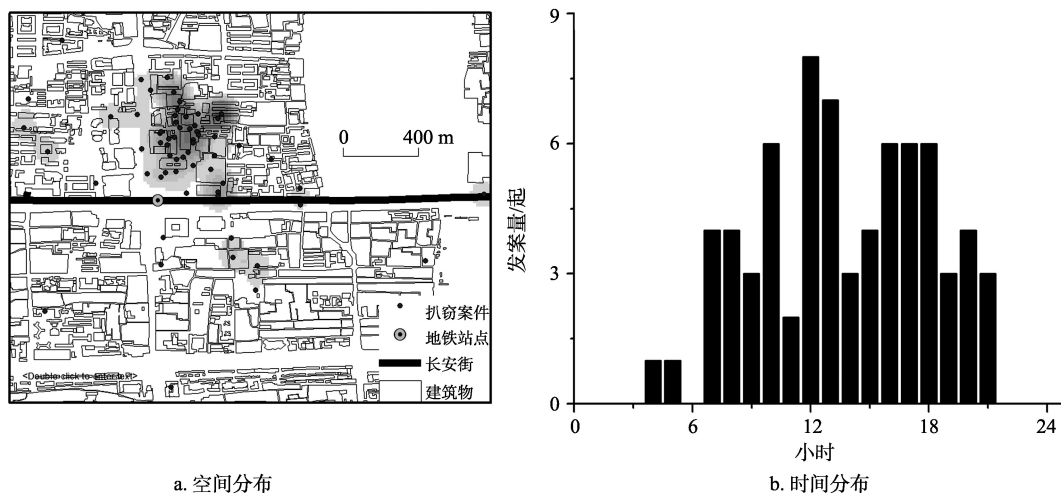 0 400 m
扒窃案件
地铁站点
长安街
建筑物
<Double click to enter text>
a. 空间分布
9
6
3
0
发案量/起
0 6 12 18 24
小时
b. 时间分布